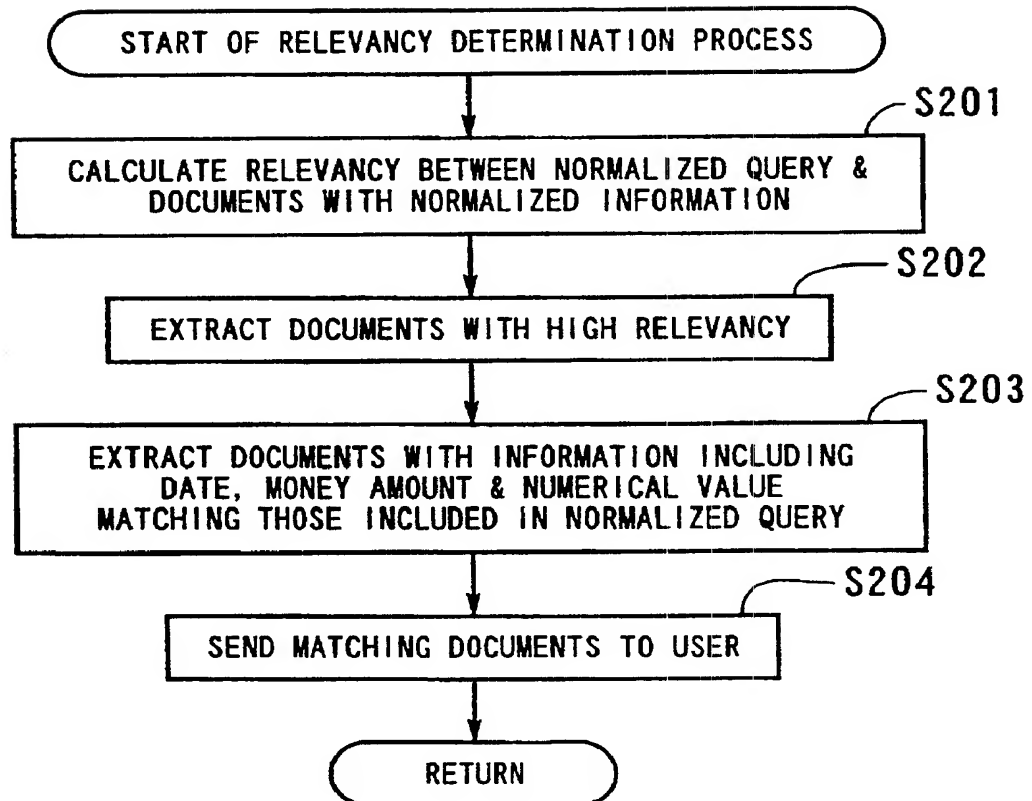 START OF RELEVANCY DETERMINATION PROCESS
S201
CALCULATE RELEVANCY BETWEEN NORMALIZED QUERY &
DOCUMENTS WITH NORMALIZED INFORMATION
S202
EXTRACT DOCUMENTS WITH HIGH RELEVANCY
S203
EXTRACT DOCUMENTS WITH INFORMATION INCLUDING
DATE, MONEY AMOUNT & NUMERICAL VALUE
MATCHING THOSE INCLUDED IN NORMALIZED QUERY
S204
SEND MATCHING DOCUMENTS TO USER
RETURN